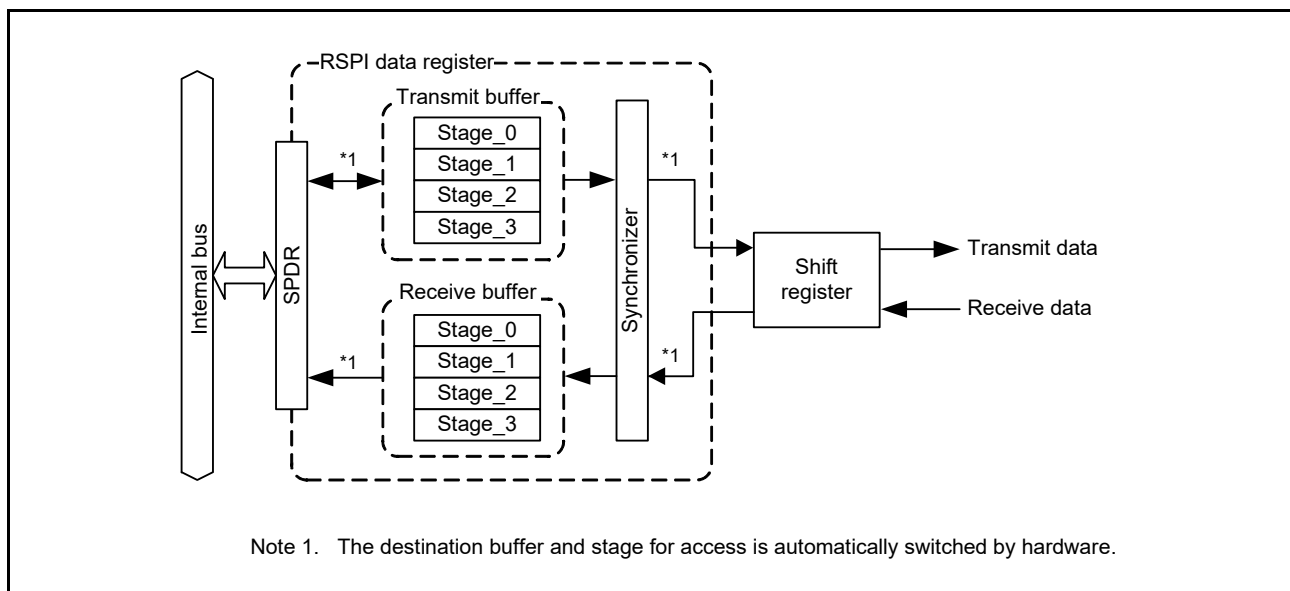 RSPI data register
Transmit buffer
Stage_0
Stage_1
Stage_2
Stage_3
*1
*1
Internal bus
SPDR
Synchronizer
Shift
register
Transmit data
Receive data
Receive buffer
Stage_0
Stage_1
Stage_2
Stage_3
*1
*1
Note 1. The destination buffer and stage for access is automatically switched by hardware.